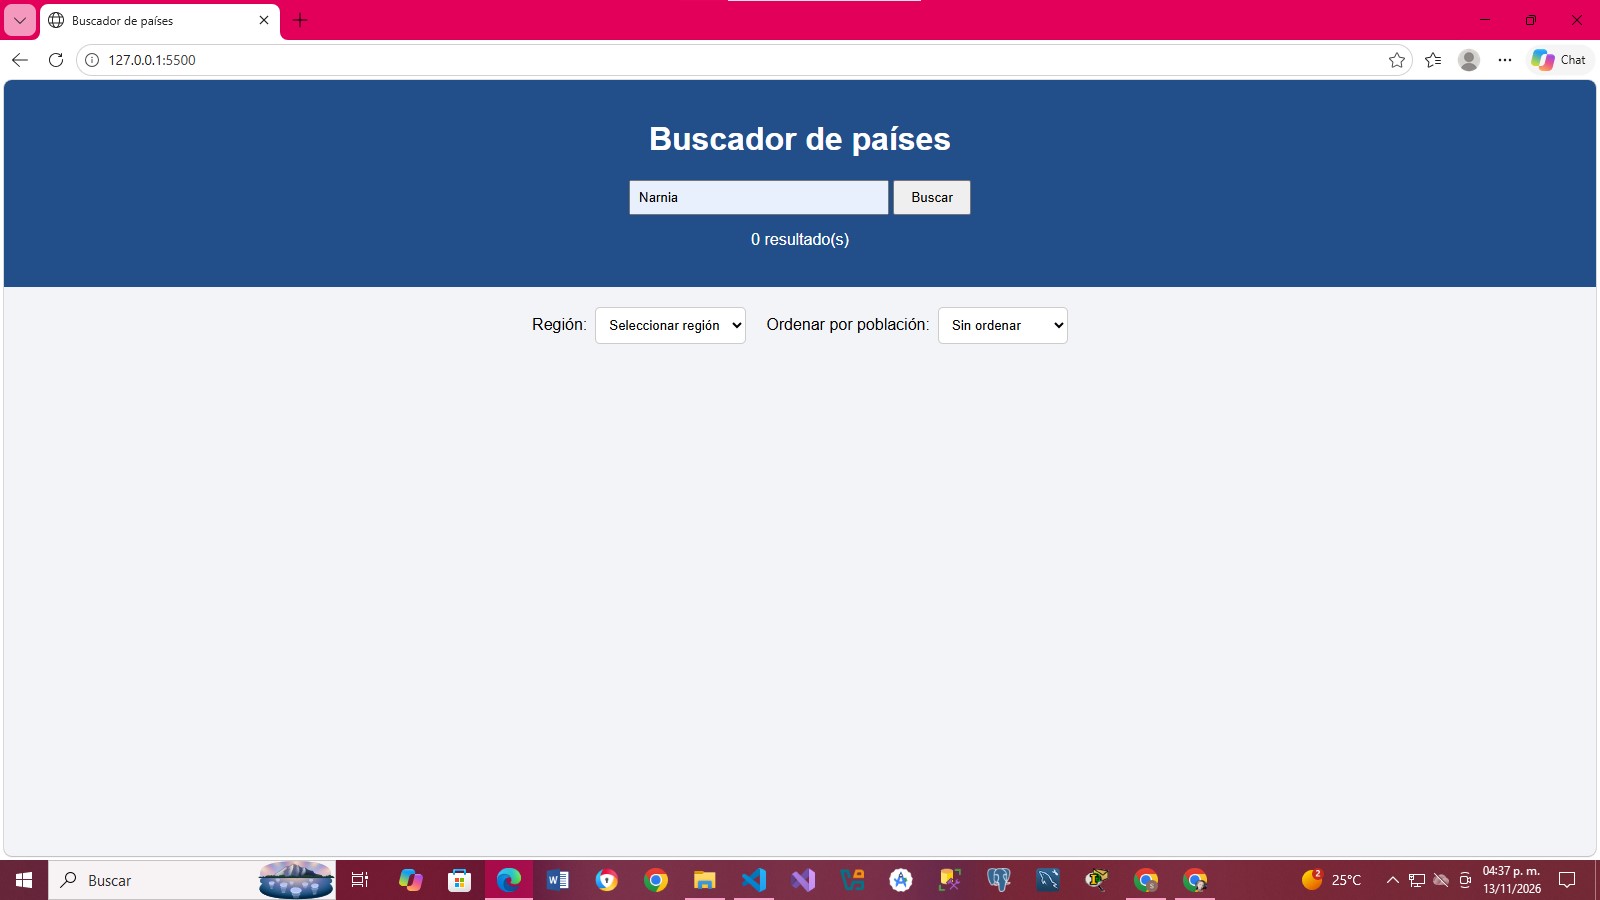 Buscador de países
127.0.0.1:5500
Chat
Buscador de países
Narnia
Buscar
0 resultado(s)
Región: Seleccionar región Ordenar por población: Sin ordenar
Buscar
2
25°C
04:37 p. m.
13/11/2026